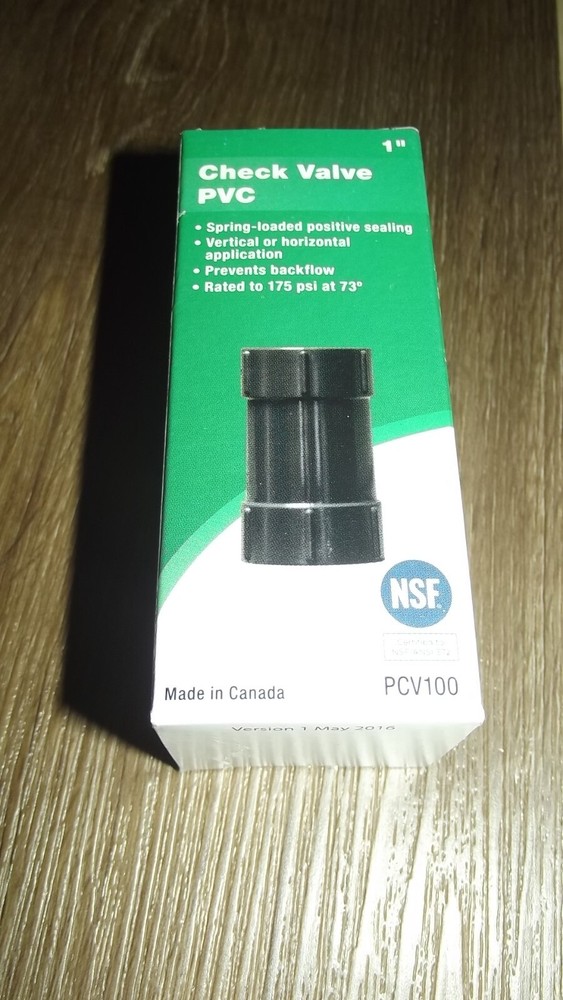 1"
Check Valve
PVC
• Spring-loaded positive sealing
• Vertical or horizontal
application
• Prevents backflow
• Rated to 175 psi at 73º
NSF
Made in Canada
PCV100
Version 1 May 2016